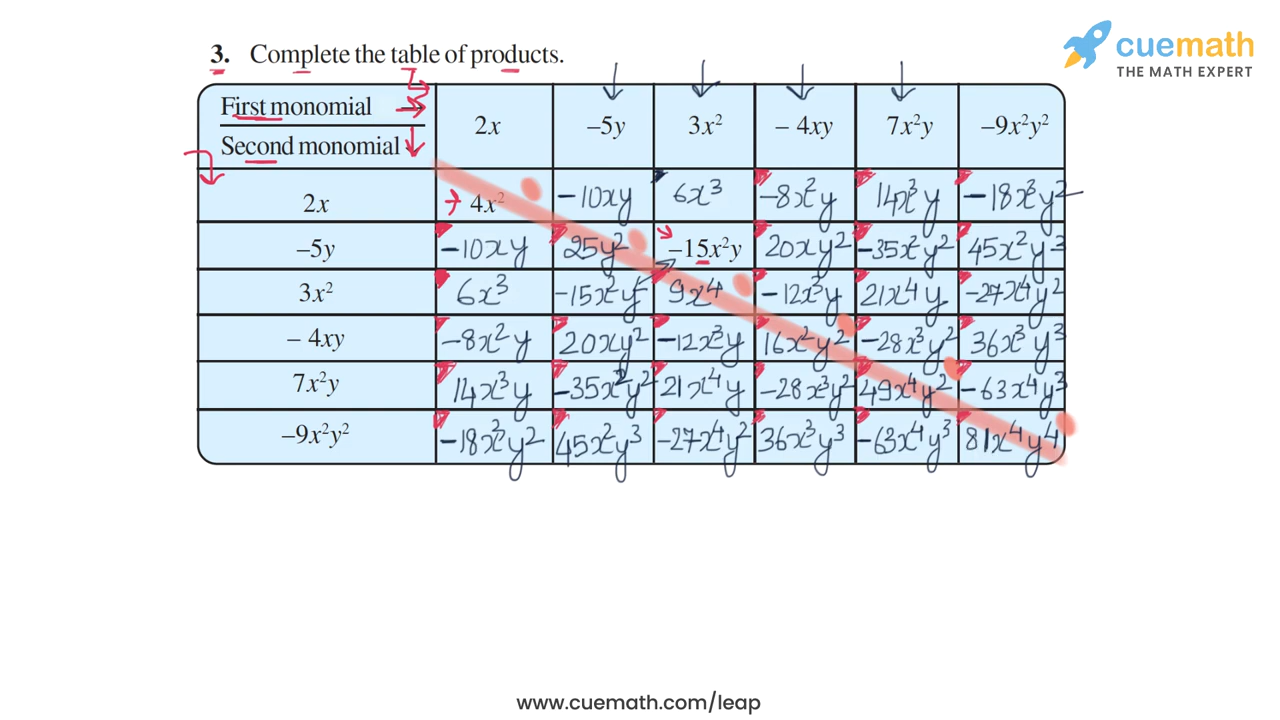 3. Complete the table of products.
cuemath
THE MATH EXPERT
First monomial → 2x –5y 3x² – 4xy 7x²y –9x²y²
Second monomial ↓
2x 4x² –10xy 6x³ –8x²y 14x³y –18x³y²
–5y –10xy 25y² –15x²y 20xy² –35x²y² 45x²y³
3x² 6x³ –15x²y 9x⁴ –12x³y 21x⁴y –27x⁴y²
– 4xy –8x²y 20xy² –12x³y 16x²y² –28x³y² 36x³y³
7x²y 14x³y –35x²y² 21x⁴y –28x³y² 49x⁴y² –63x⁴y³
–9x²y² –18x³y² 45x²y³ –27x⁴y² 36x³y³ –63x⁴y³ 81x⁴y⁴
www.cuemath.com/leap